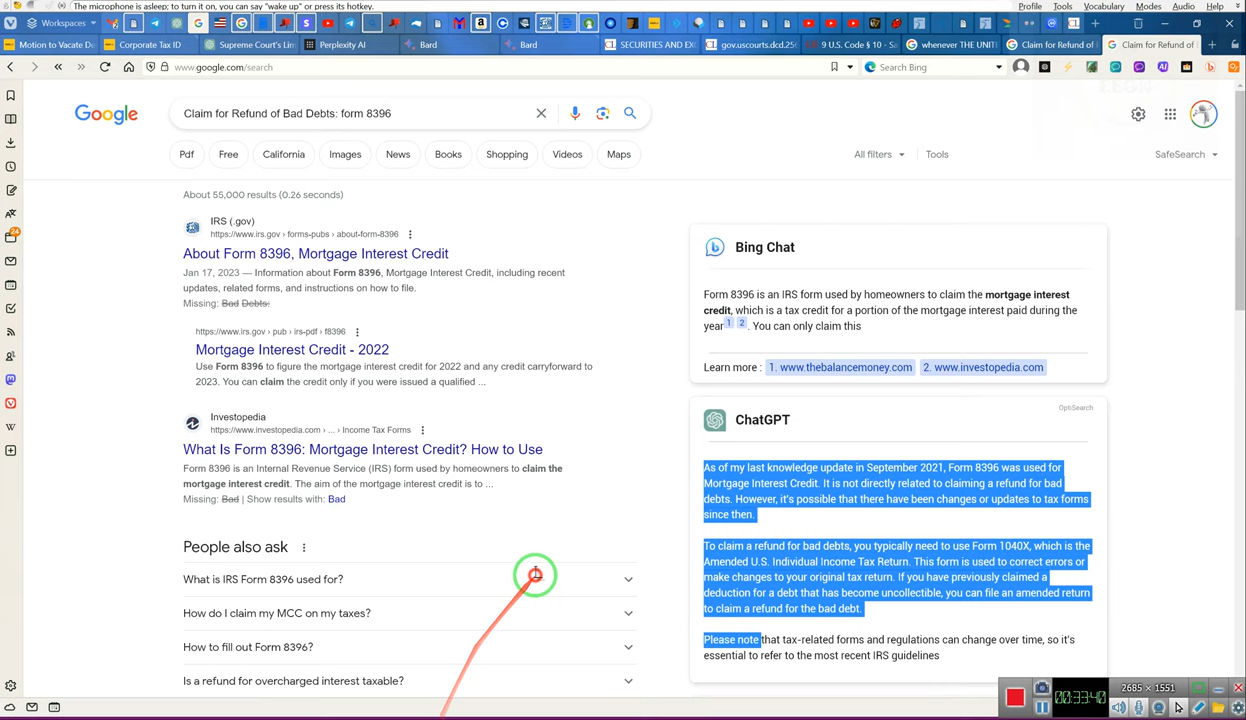 The microphone is asleep; to turn it on, you can say "wake up" or press its hotkey.
Profile Tools Vocabulary Modes Audio Help
Workspaces
Motion to Vacate D
Corporate Tax ID
Supreme Court's Lim
Perplexity AI
Bard
Bard
SECURITIES AND EX
gov.uscourts.dcd.256
9 U.S. Code § 10 - S
whenever THE UNIT
Claim for Refund of
Claim for Refund of
www.google.com/search
Search Bing
Google
Claim for Refund of Bad Debts: form 8396
Pdf
Free
California
Images
News
Books
Shopping
Videos
Maps
All filters
Tools
SafeSearch
About 55,000 results (0.26 seconds)
IRS (.gov)
https://www.irs.gov › forms-pubs › about-form-8396
About Form 8396, Mortgage Interest Credit
Jan 17, 2023 — Information about Form 8396, Mortgage Interest Credit, including recent
updates, related forms, and instructions on how to file.
Missing: Bad Debts:
https://www.irs.gov › pub › irs-pdf › f8396
Mortgage Interest Credit - 2022
Use Form 8396 to figure the mortgage interest credit for 2022 and any credit carryforward to
2023. You can claim the credit only if you were issued a qualified ...
Investopedia
https://www.investopedia.com › ... › Income Tax Forms
What Is Form 8396: Mortgage Interest Credit? How to Use
Form 8396 is an Internal Revenue Service (IRS) form used by homeowners to claim the
mortgage interest credit. The aim of the mortgage interest credit is to ...
Missing: Bad | Show results with: Bad
People also ask
What is IRS Form 8396 used for?
How do I claim my MCC on my taxes?
How to fill out Form 8396?
Is a refund for overcharged interest taxable?
Bing Chat
Form 8396 is an IRS form used by homeowners to claim the mortgage interest
credit, which is a tax credit for a portion of the mortgage interest paid during the
year 1 2 . You can only claim this
Learn more : 1. www.thebalancemoney.com 2. www.investopedia.com
OptiSearch
ChatGPT
As of my last knowledge update in September 2021, Form 8396 was used for
Mortgage Interest Credit. It is not directly related to claiming a refund for bad
debts. However, it's possible that there have been changes or updates to tax forms
since then.
To claim a refund for bad debts, you typically need to use Form 1040X, which is the
Amended U.S. Individual Income Tax Return. This form is used to correct errors or
make changes to your original tax return. If you have previously claimed a
deduction for a debt that has become uncollectible, you can file an amended return
to claim a refund for the bad debt.
Please note that tax-related forms and regulations can change over time, so it's
essential to refer to the most recent IRS guidelines
24
00:33:40
2685 × 1551